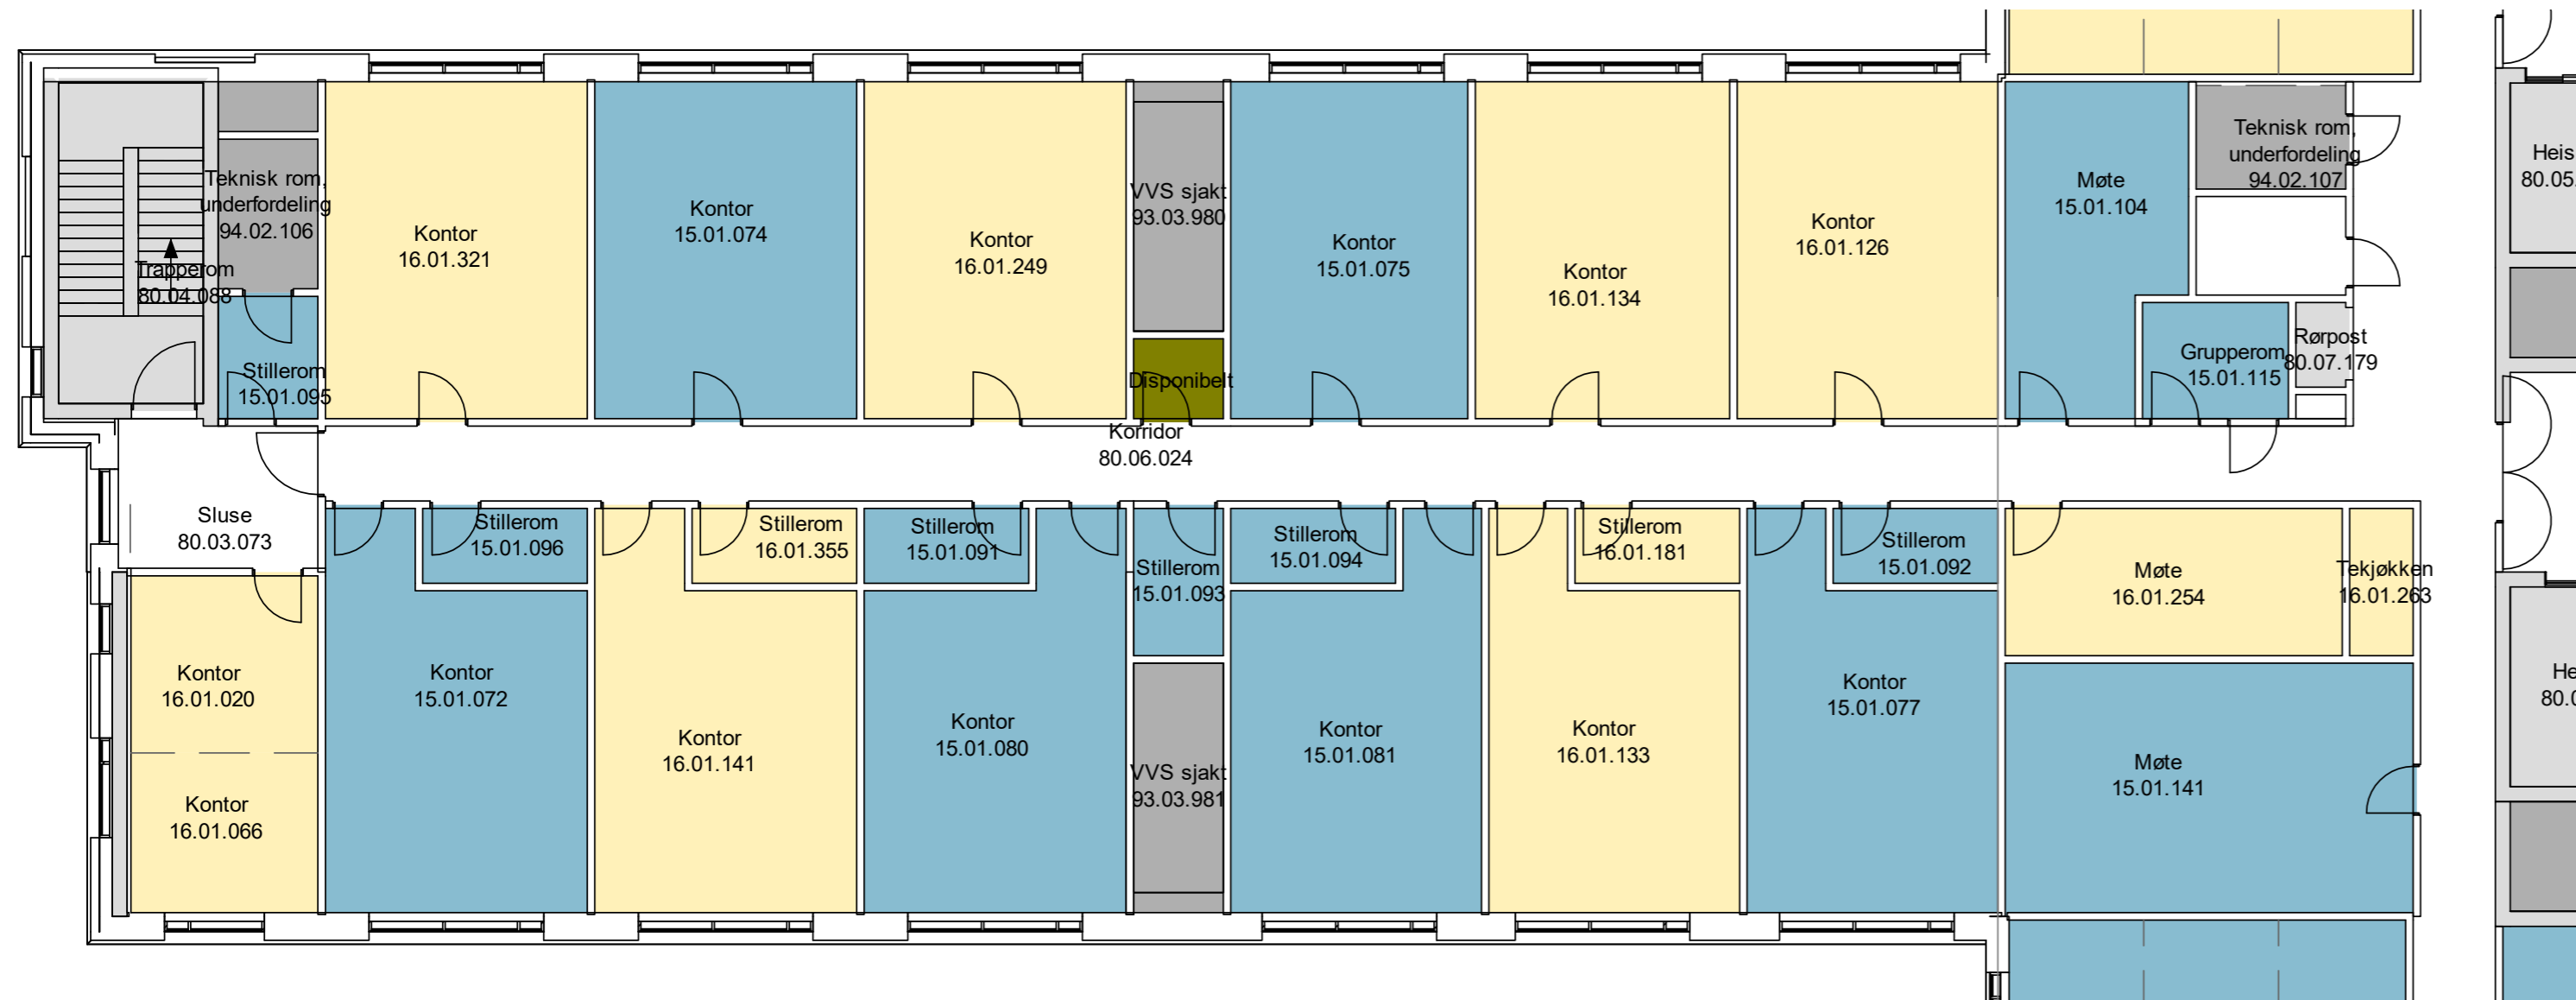 Teknisk rom,
underfordeling
94.02.106
Trapperom
80.04.088
Stillerom
15.01.095
Kontor
16.01.321
Kontor
15.01.074
Kontor
16.01.249
VVS sjakt
93.03.980
Disponibelt
Kontor
15.01.075
Kontor
16.01.134
Kontor
16.01.126
Møte
15.01.104
Teknisk rom,
underfordeling
94.02.107
Grupperom
15.01.115
Rørpost
80.07.179
Heis
80.05.
Korridor
80.06.024
Sluse
80.03.073
Stillerom
15.01.096
Stillerom
16.01.355
Stillerom
15.01.091
Stillerom
15.01.093
Stillerom
15.01.094
Stillerom
16.01.181
Stillerom
15.01.092
Møte
16.01.254
Tekjøkken
16.01.263
Kontor
16.01.020
Kontor
16.01.066
Kontor
15.01.072
Kontor
16.01.141
Kontor
15.01.080
VVS sjakt
93.03.981
Kontor
15.01.081
Kontor
16.01.133
Kontor
15.01.077
Møte
15.01.141